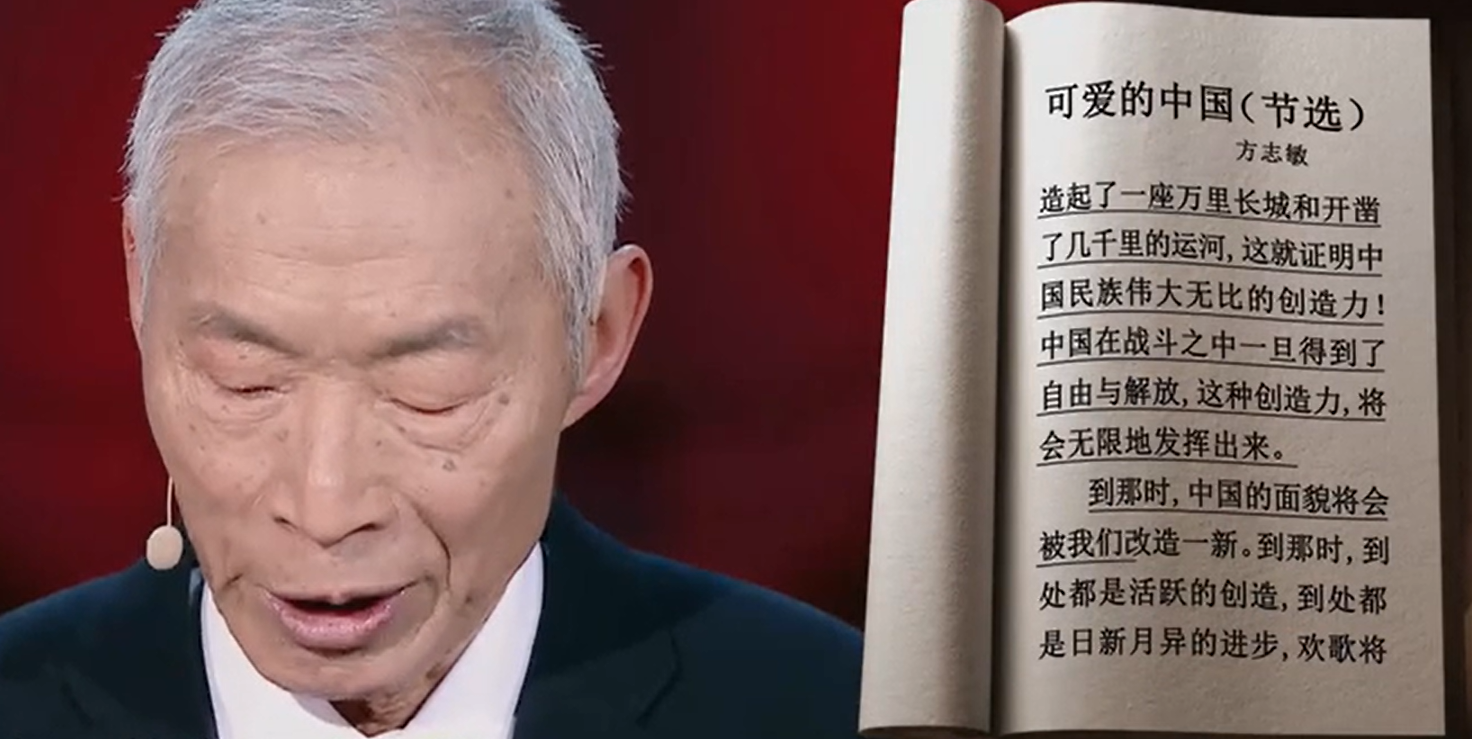 可爱的中国(节选)
方志敏
造起了一座万里长城和开凿
了几千里的运河,这就证明中
国民族伟大无比的创造力!
中国在战斗之中一旦得到了
自由与解放,这种创造力,将
会无限地发挥出来。
到那时,中国的面貌将会
被我们改造一新。到那时,到
处都是活跃的创造,到处都
是日新月异的进步,欢歌将